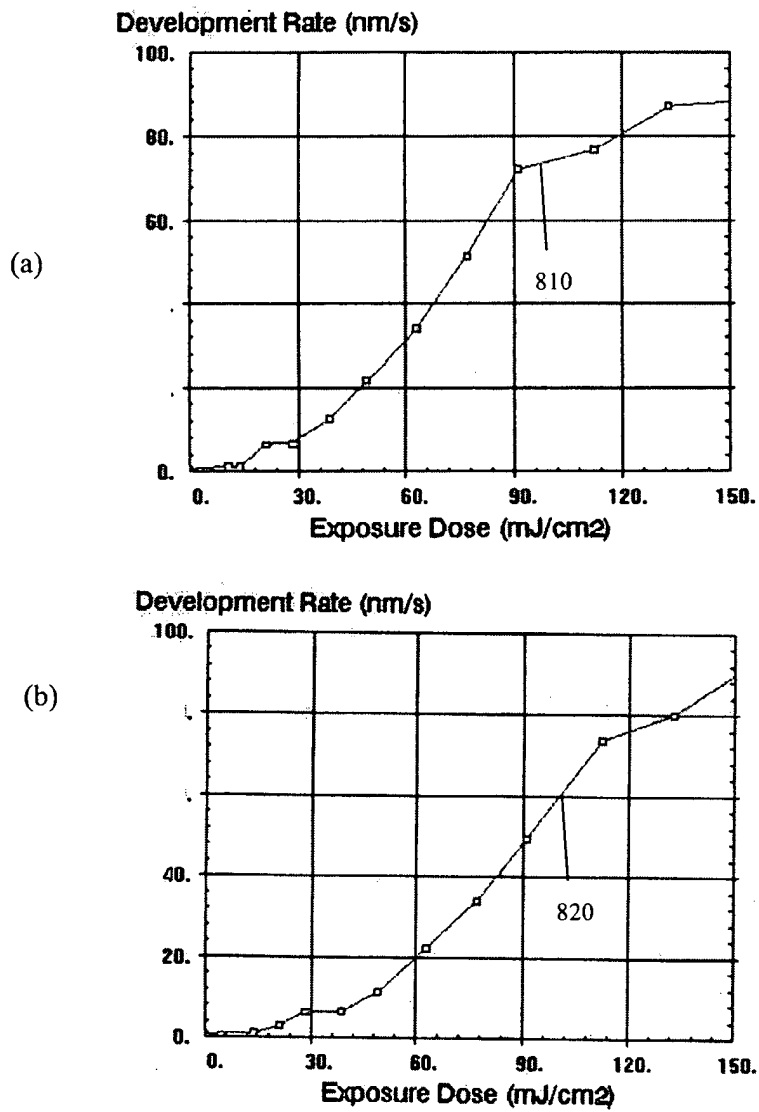 Development Rate (nm/s)
100.
80.
60.
(a)
810
0.
0. 30. 60. 90. 120. 150.
Exposure Dose (mJ/cm2)
Development Rate (nm/s)
100.
(b)
40.
820
20.
0.
0. 30. 60. 90. 120. 150.
Exposure Dose (mJ/cm2)